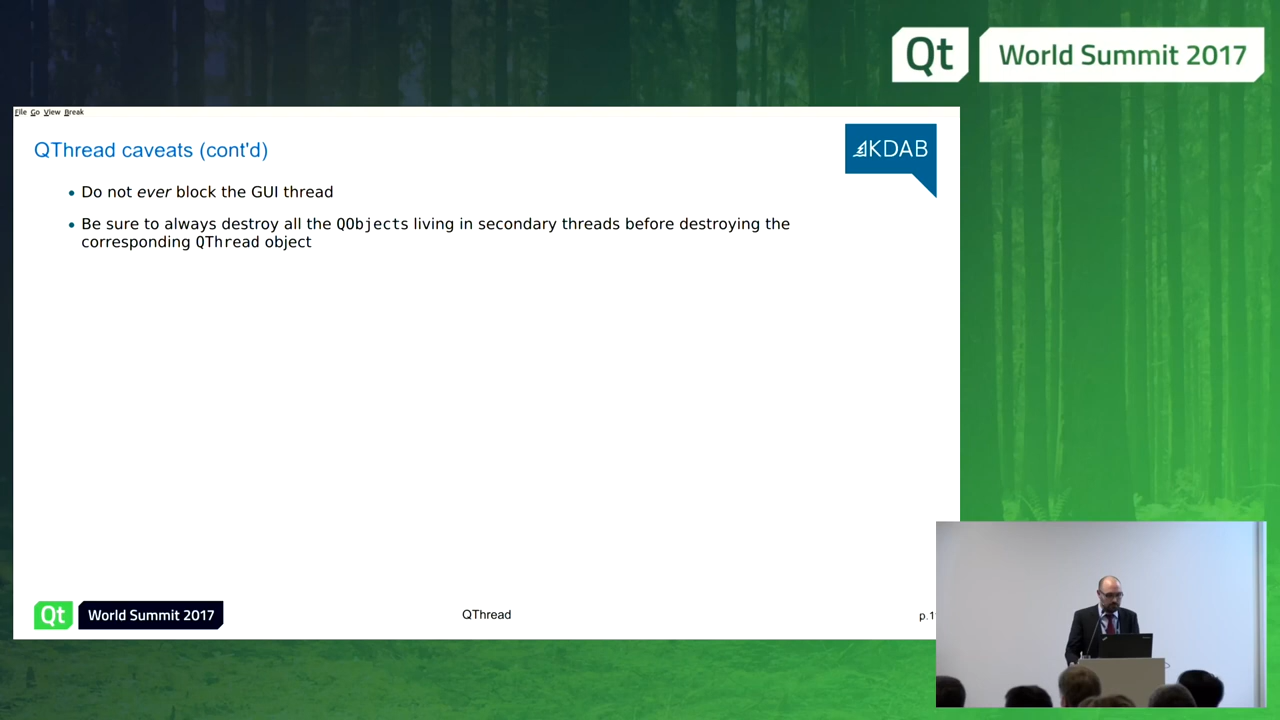 Qt World Summit 2017
File Go View Break
QThread caveats (cont'd)
KDAB
• Do not ever block the GUI thread
• Be sure to always destroy all the QObjects living in secondary threads before destroying the
corresponding QThread object
Qt World Summit 2017
QThread
p.1